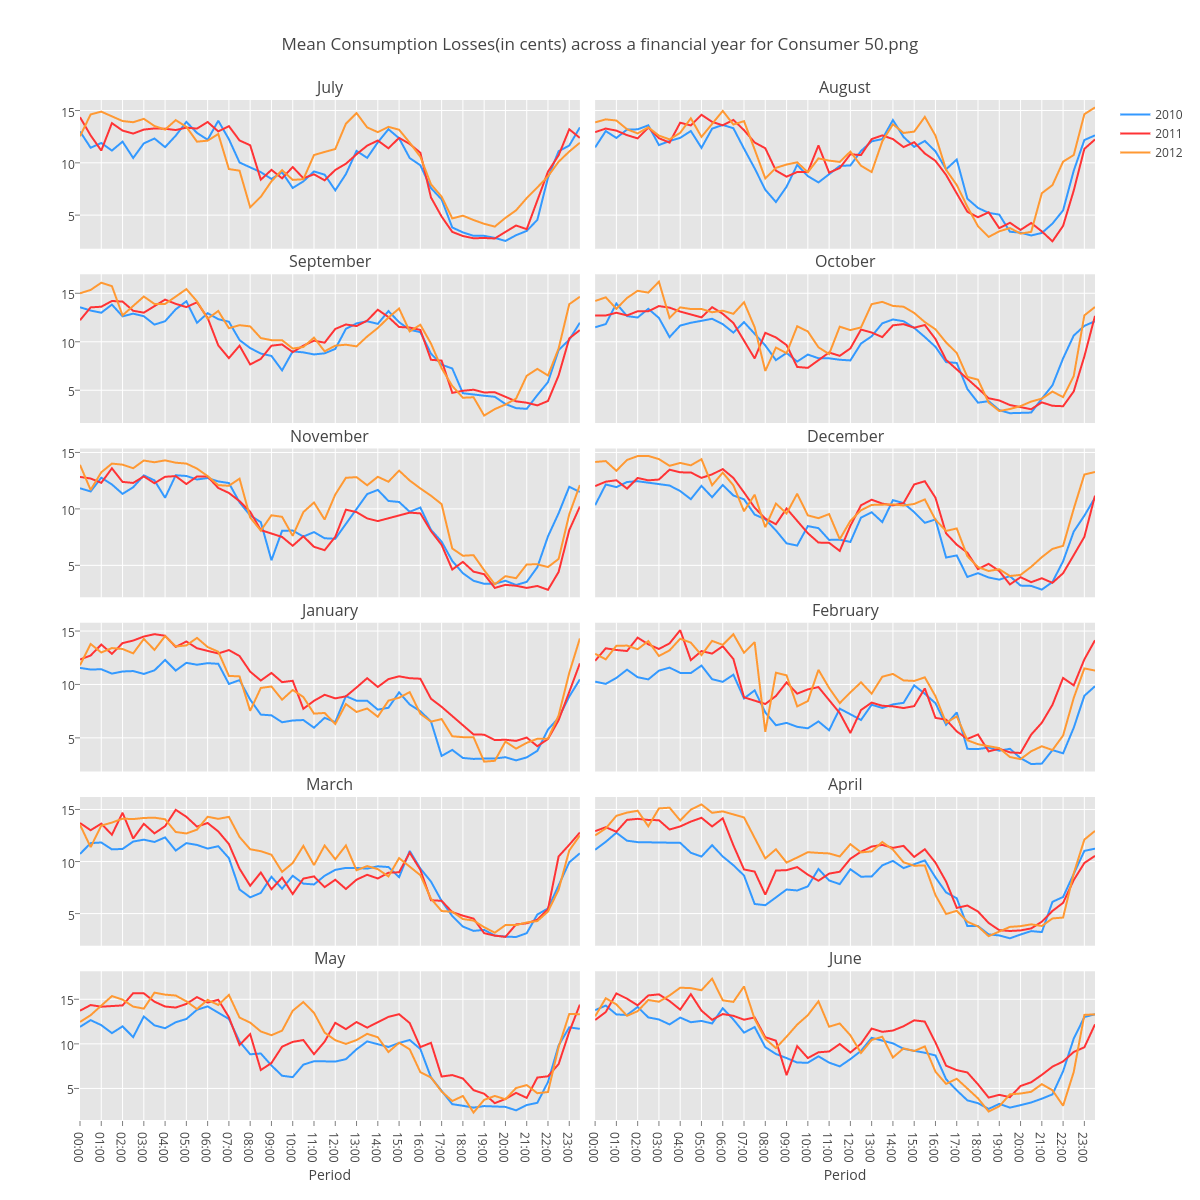 Mean Consumption Losses(in cents) across a financial year for Consumer 50.png
July
August
15
10
5
2010
2011
2012
September
October
15
10
5
November
December
15
10
5
January
February
15
10
5
March
April
15
10
5
May
June
15
10
5
00:00 01:00 02:00 03:00 04:00 05:00 06:00 07:00 08:00 09:00 10:00 11:00 12:00 13:00 14:00 15:00 16:00 17:00 18:00 19:00 20:00 21:00 22:00 23:00
00:00 01:00 02:00 03:00 04:00 05:00 06:00 07:00 08:00 09:00 10:00 11:00 12:00 13:00 14:00 15:00 16:00 17:00 18:00 19:00 20:00 21:00 22:00 23:00
Period
Period